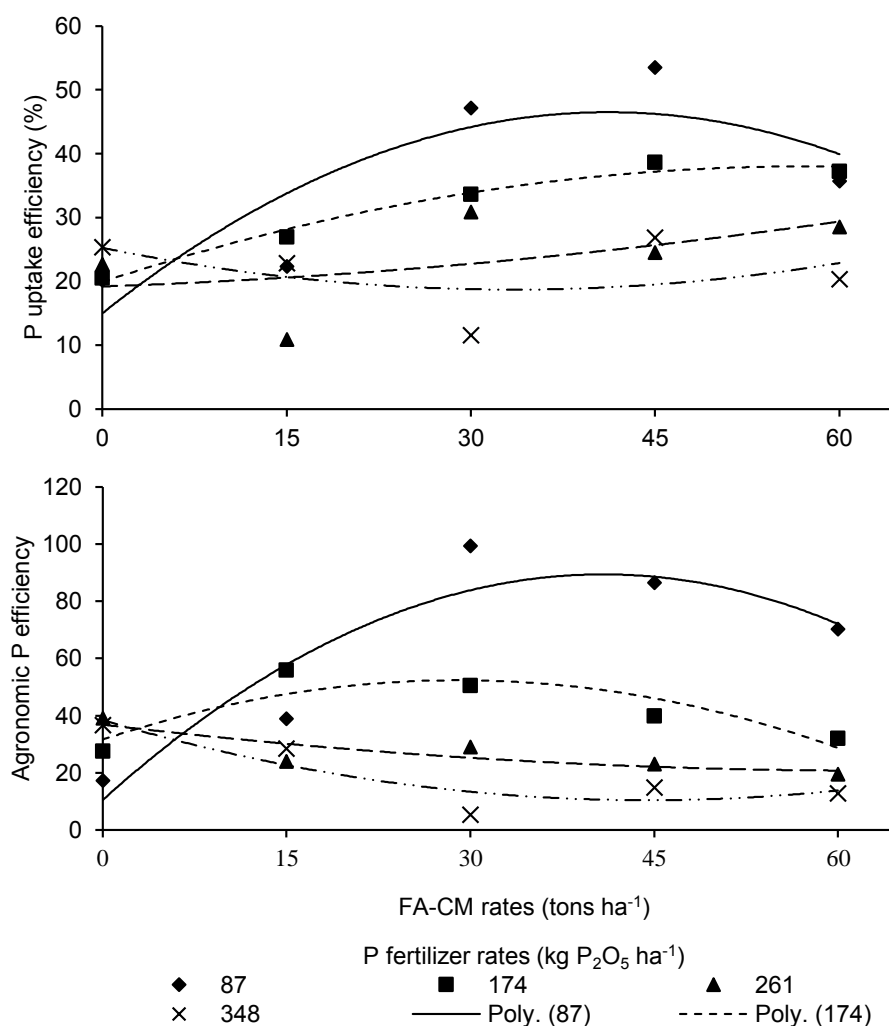 P uptake efficiency (%)
60
50
40
30
20
10
0
0 15 30 45 60
Agronomic P efficiency
120
100
80
60
40
20
0
0 15 30 45 60
FA-CM rates (tons ha⁻¹)
P fertilizer rates (kg P₂O₅ ha⁻¹)
87 174 261
348 Poly. (87) Poly. (174)